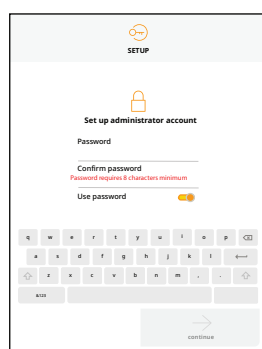 SETUP
Set up administrator account
Password
Confirm password
Password requires 8 characters minimum
Use password
q w e r t y u i o p
a s d f g h j k l
z x c v b n m , .
&123
continue